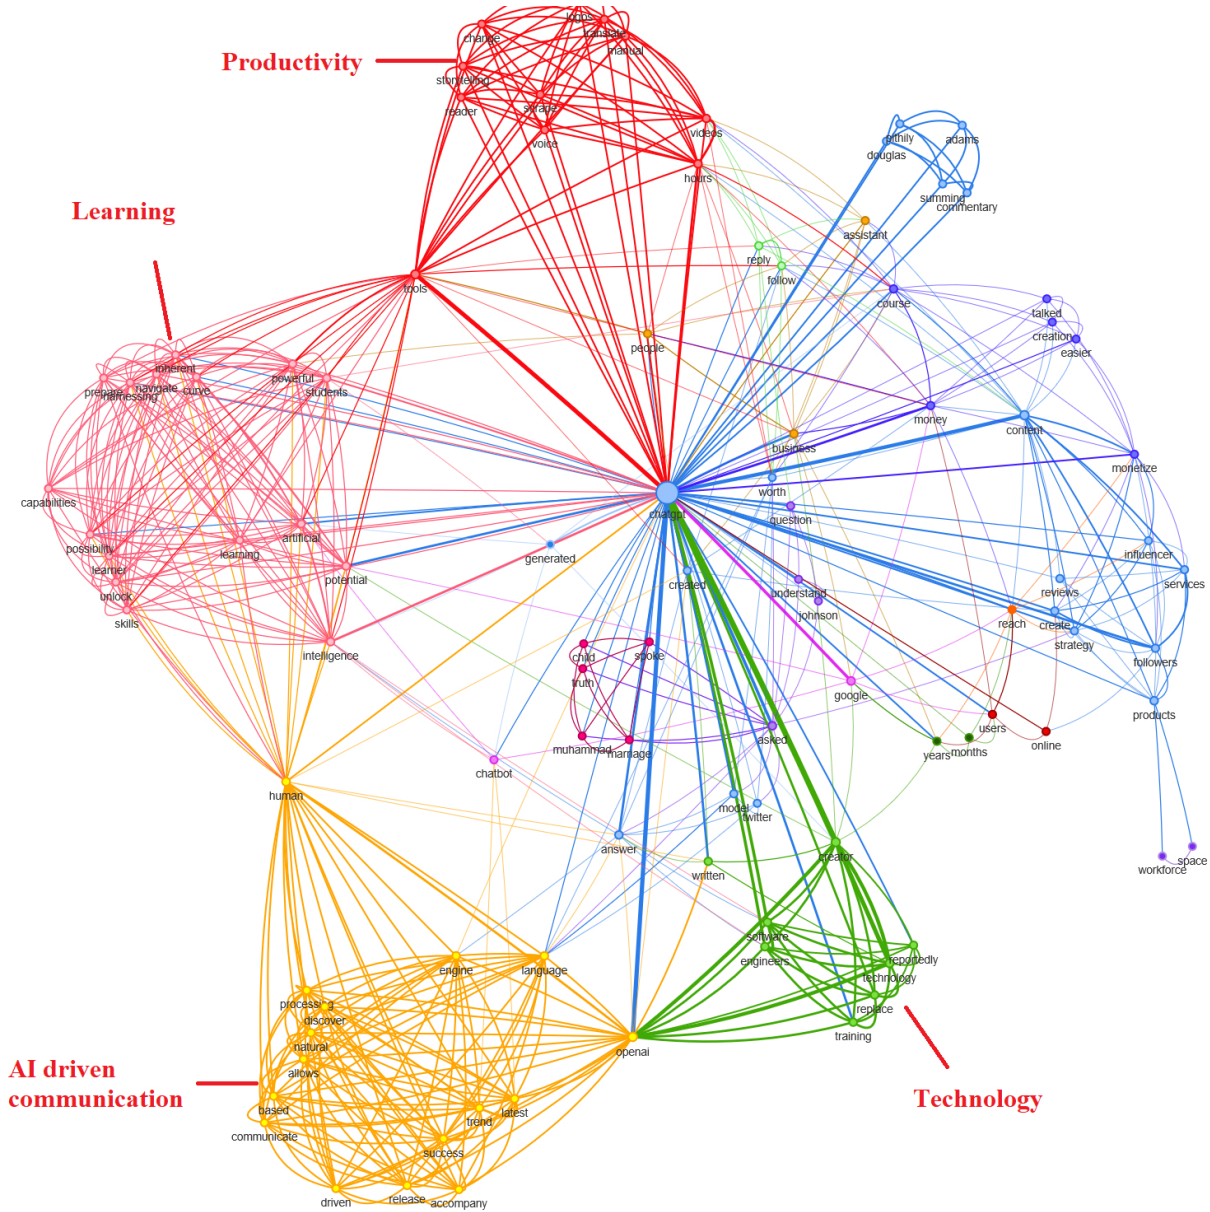 logos
change
translate
manual
Productivity
storytelling
reader
scrape
voice
videos
hours
pithily
adams
douglas
summing
commentary
Learning
assistant
reply
follow
tools
course
talked
creation
easier
people
inherent
powerful
students
prepare
harnessing
navigate
curve
money
content
business
monetize
capabilities
worth
chatgpt
question
possibility
learning
artificial
generated
influencer
learner
potential
created
understand
reviews
services
unlock
skills
johnson
reach
create
strategy
intelligence
child
spoke
truth
google
followers
products
muhammad
marriage
asked
users
online
years
months
chatbot
human
model
twitter
answer
creator
written
workforce
space
software
engineers
reportedly
technology
engine
language
processing
discover
natural
allows
replace
training
openai
AI driven
communication
based
communicate
trend
latest
success
Technology
driven
release
accompany